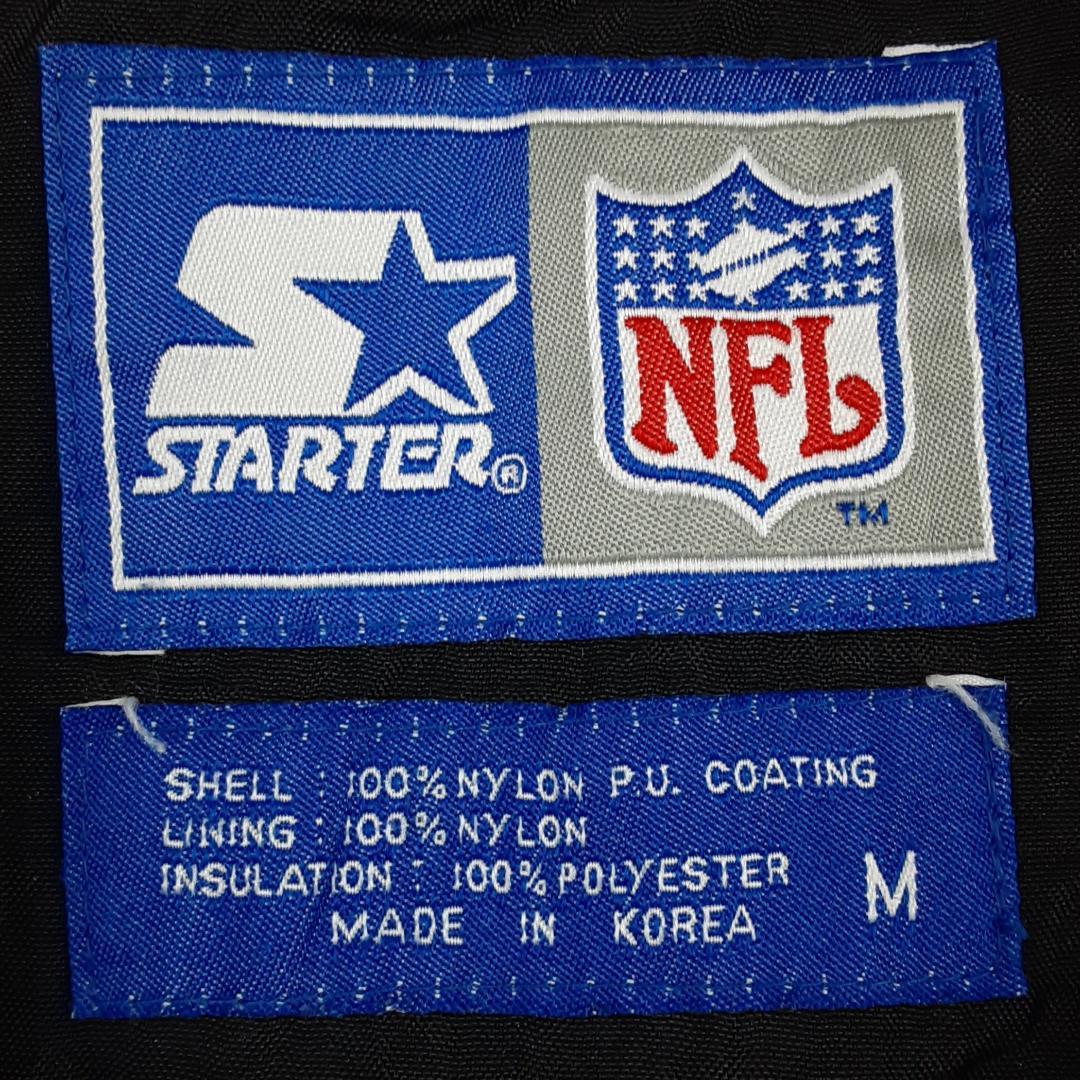 STARTER®
NFL
TM
SHELL : 100% NYLON P.U. COATING
LINING : 100% NYLON
INSULATION : 100% POLYESTER
M
MADE IN KOREA